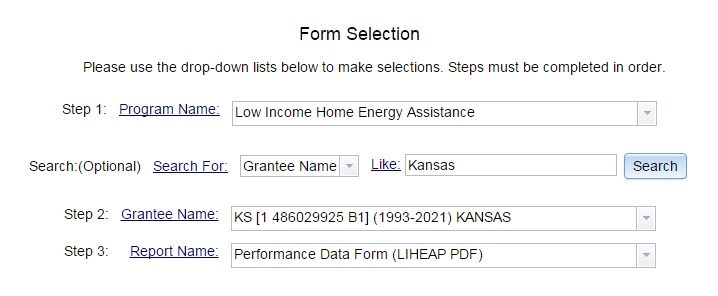 Form Selection
Please use the drop-down lists below to make selections. Steps must be completed in order.
Step 1: Program Name: Low Income Home Energy Assistance
Search:(Optional) Search For: Grantee Name Like: Kansas Search
Step 2: Grantee Name: KS [1 486029925 B1] (1993-2021) KANSAS
Step 3: Report Name: Performance Data Form (LIHEAP PDF)